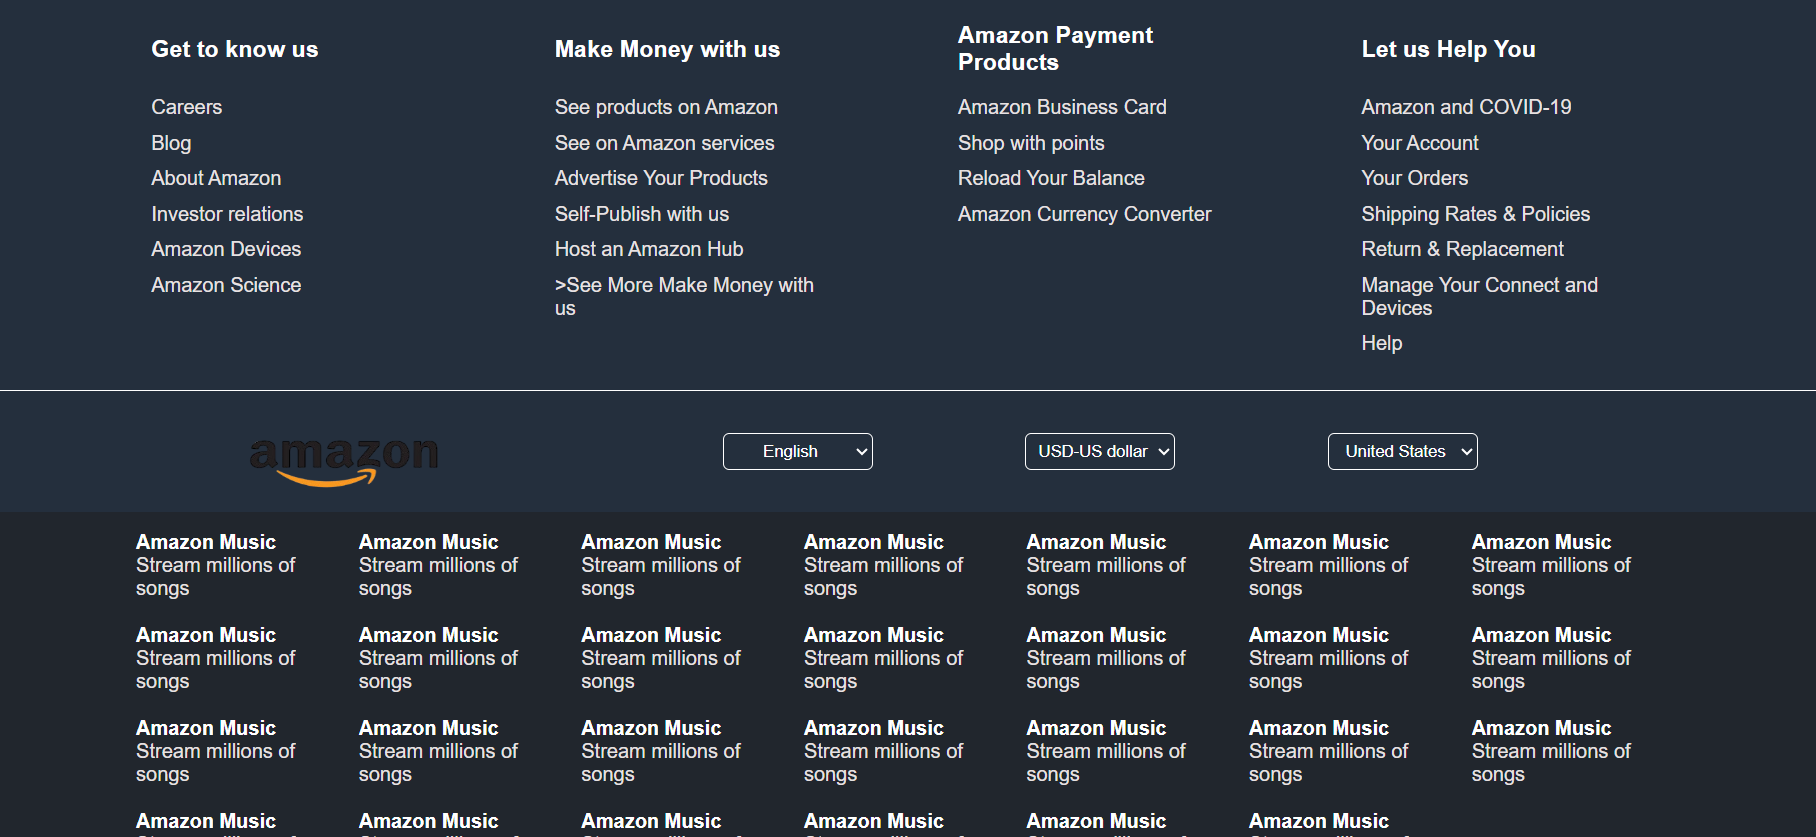 Get to know us
Careers
Blog
About Amazon
Investor relations
Amazon Devices
Amazon Science
Make Money with us
See products on Amazon
See on Amazon services
Advertise Your Products
Self-Publish with us
Host an Amazon Hub
>See More Make Money with
us
Amazon Payment
Products
Amazon Business Card
Shop with points
Reload Your Balance
Amazon Currency Converter
Let us Help You
Amazon and COVID-19
Your Account
Your Orders
Shipping Rates & Policies
Return & Replacement
Manage Your Connect and
Devices
Help
amazon
English
USD-US dollar
United States
Amazon Music
Stream millions of
songs
Amazon Music
Stream millions of
songs
Amazon Music
Stream millions of
songs
Amazon Music
Stream millions of
songs
Amazon Music
Stream millions of
songs
Amazon Music
Stream millions of
songs
Amazon Music
Stream millions of
songs
Amazon Music
Stream millions of
songs
Amazon Music
Stream millions of
songs
Amazon Music
Stream millions of
songs
Amazon Music
Stream millions of
songs
Amazon Music
Stream millions of
songs
Amazon Music
Stream millions of
songs
Amazon Music
Stream millions of
songs
Amazon Music
Stream millions of
songs
Amazon Music
Stream millions of
songs
Amazon Music
Stream millions of
songs
Amazon Music
Stream millions of
songs
Amazon Music
Stream millions of
songs
Amazon Music
Stream millions of
songs
Amazon Music
Stream millions of
songs
Amazon Music
Amazon Music
Amazon Music
Amazon Music
Amazon Music
Amazon Music